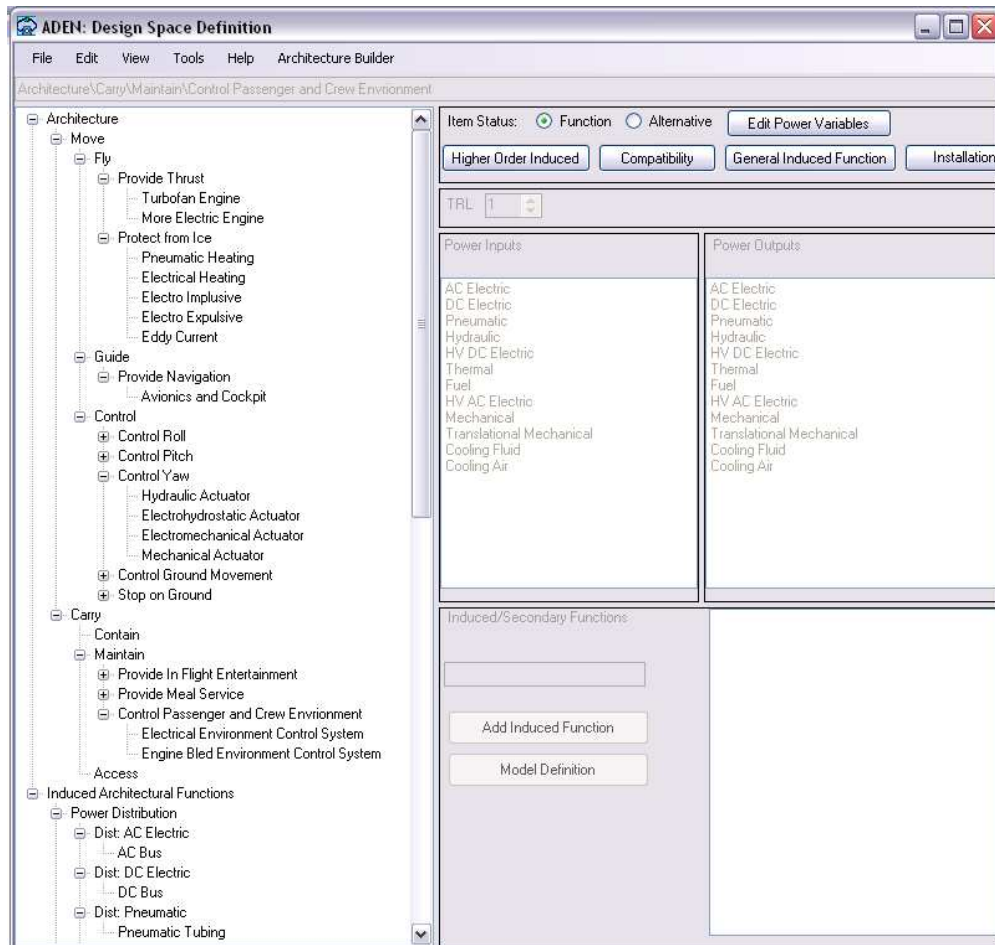 ADEN: Design Space Definition
File Edit View Tools Help Architecture Builder
Architecture\Carry\Maintain\Control Passenger and Crew Envrionment
Architecture
Move
Fly
Provide Thrust
Turbofan Engine
More Electric Engine
Protect from Ice
Pneumatic Heating
Electrical Heating
Electro Implusive
Electro Expulsive
Eddy Current
Guide
Provide Navigation
Avionics and Cockpit
Control
Control Roll
Control Pitch
Control Yaw
Hydraulic Actuator
Electrohydrostatic Actuator
Electromechanical Actuator
Mechanical Actuator
Control Ground Movement
Stop on Ground
Carry
Contain
Maintain
Provide In Flight Entertainment
Provide Meal Service
Control Passenger and Crew Envrionment
Electrical Environment Control System
Engine Bled Environment Control System
Access
Induced Architectural Functions
Power Distribution
Dist: AC Electric
AC Bus
Dist: DC Electric
DC Bus
Dist: Pneumatic
Pneumatic Tubing
Item Status: Function Alternative Edit Power Variables
Higher Order Induced Compatibility General Induced Function Installation
TRL 1
Power Inputs
AC Electric
DC Electric
Pneumatic
Hydraulic
HV DC Electric
Thermal
Fuel
HV AC Electric
Mechanical
Translational Mechanical
Cooling Fluid
Cooling Air
Power Outputs
AC Electric
DC Electric
Pneumatic
Hydraulic
HV DC Electric
Thermal
Fuel
HV AC Electric
Mechanical
Translational Mechanical
Cooling Fluid
Cooling Air
Induced/Secondary Functions
Add Induced Function
Model Definition